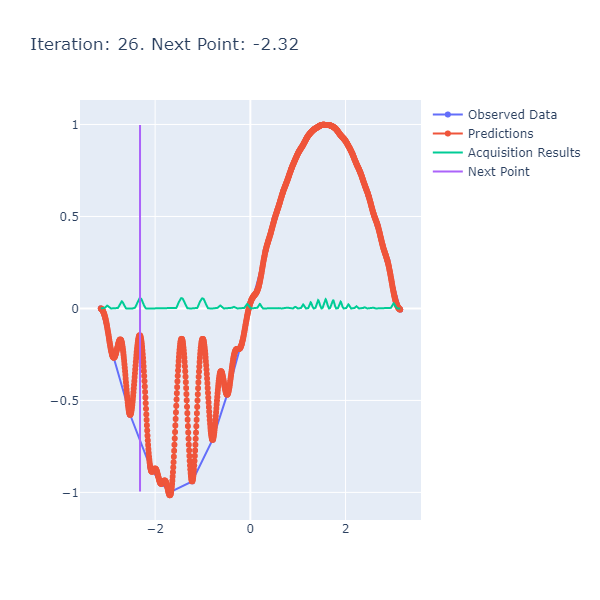 Iteration: 26. Next Point: -2.32
Observed Data
Predictions
Acquisition Results
Next Point
1
0.5
0
−0.5
−1
−2
0
2